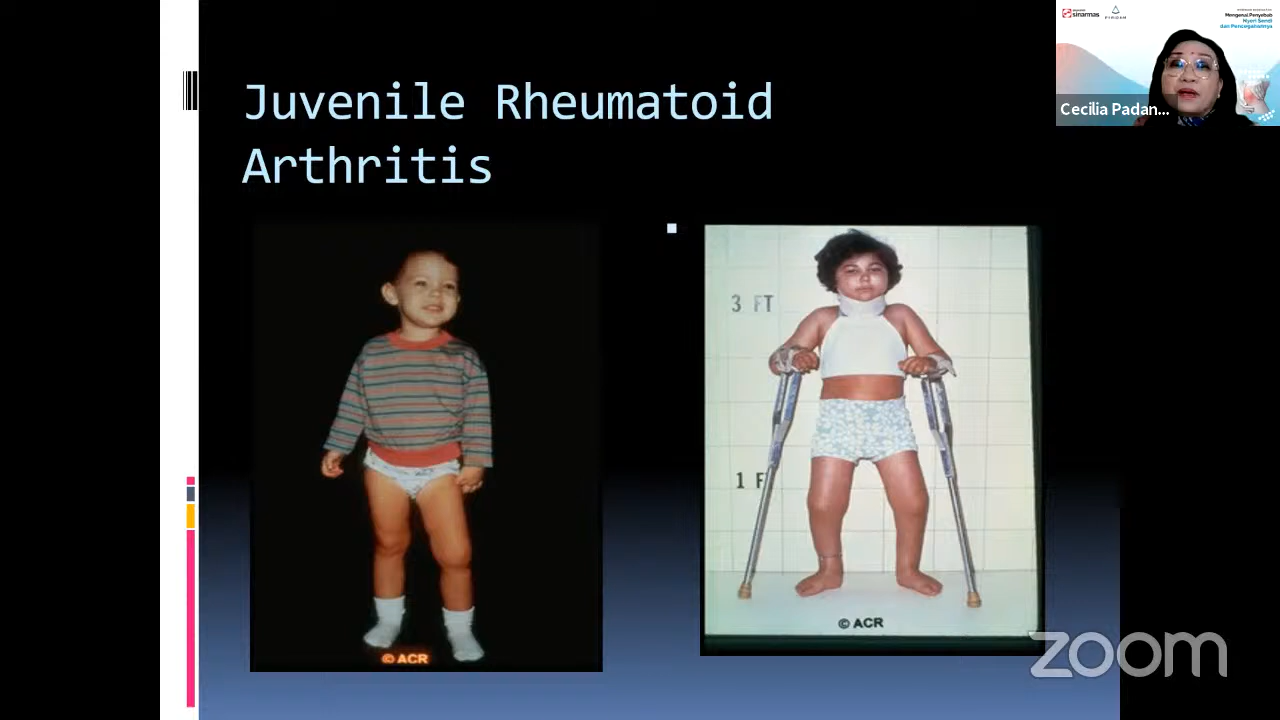 Juvenile Rheumatoid
Arthritis
3 FT
1 F
© ACR
© ACR
sinarmas
Mengenal Penyebab
Nyeri Sendi
dan Pencegahannya
Cecilia Padan...
zoom